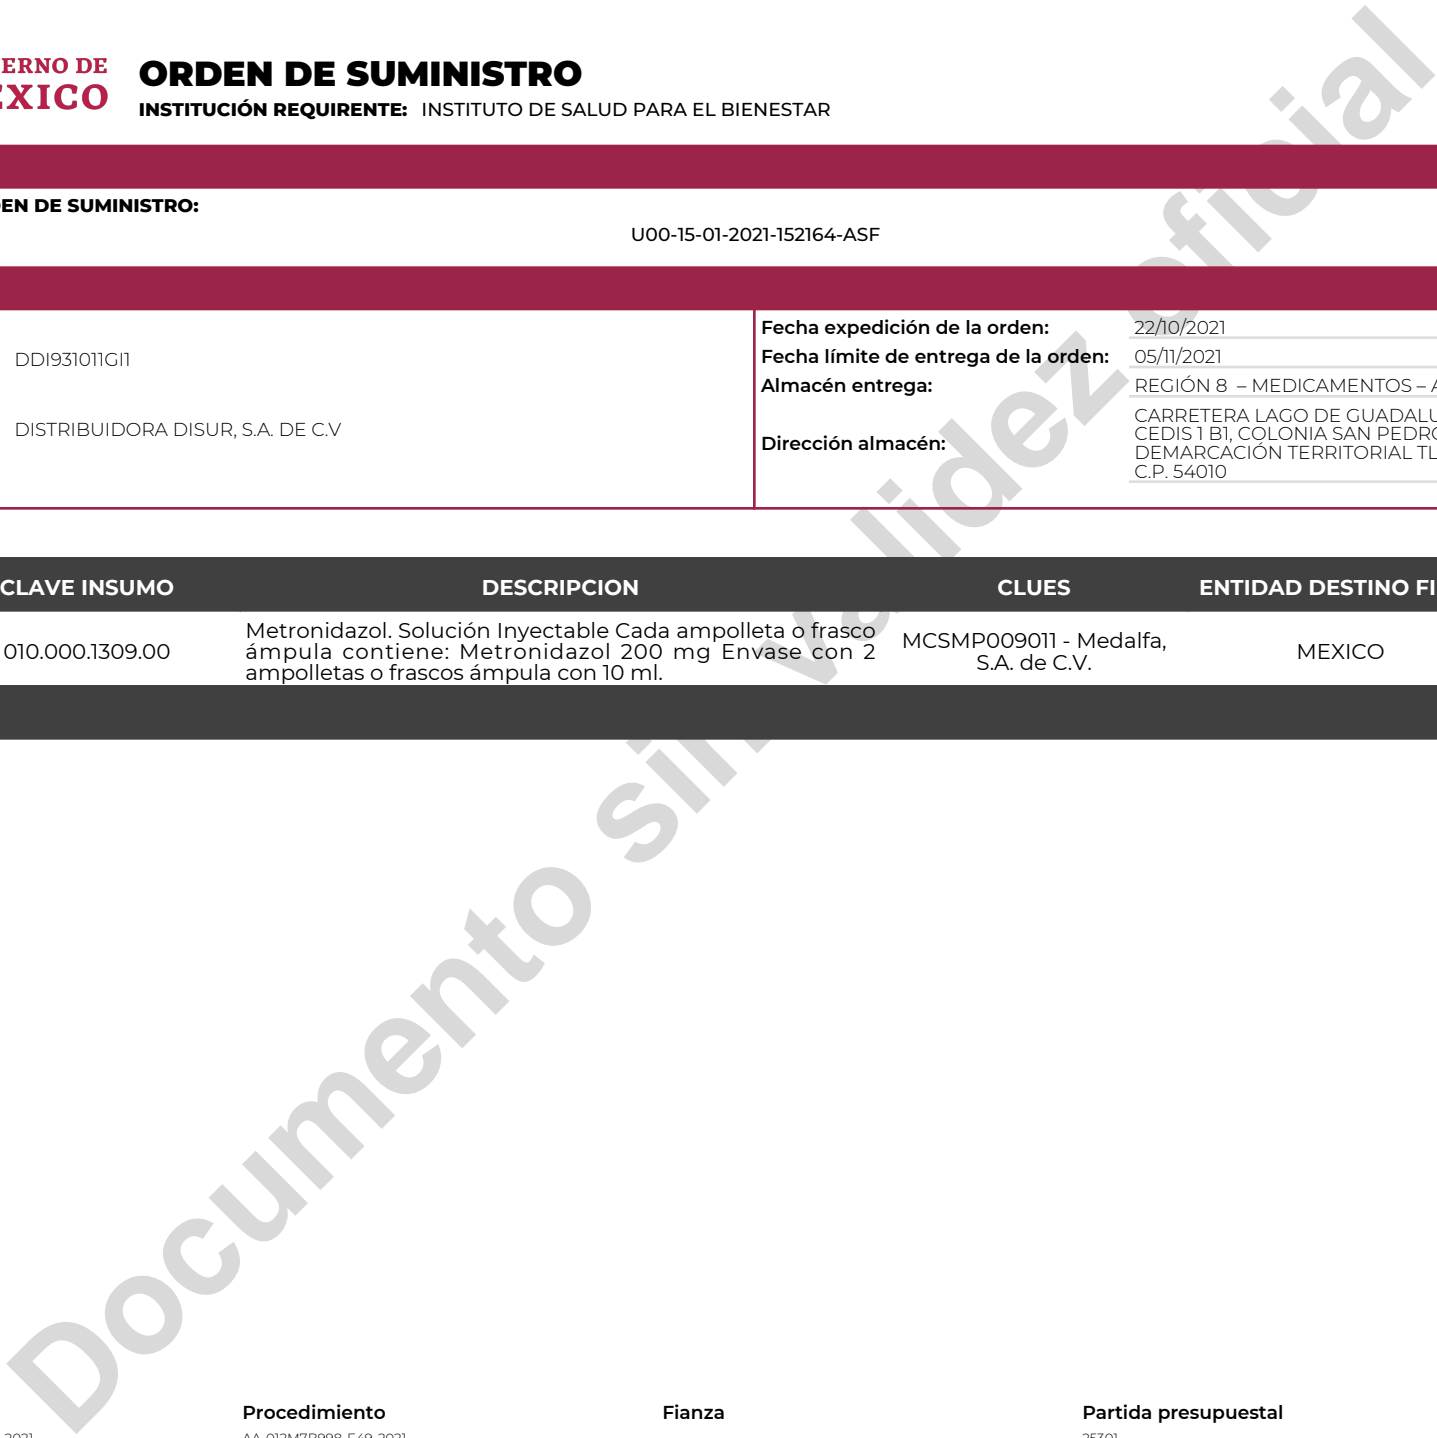 ERNO DE
EXICO
ORDEN DE SUMINISTRO
INSTITUCIÓN REQUIRENTE: INSTITUTO DE SALUD PARA EL BIENESTAR
EN DE SUMINISTRO:
U00-15-01-2021-152164-ASF
DDI931011GI1
DISTRIBUIDORA DISUR, S.A. DE C.V
Fecha expedición de la orden: 22/10/2021
Fecha límite de entrega de la orden: 05/11/2021
Almacén entrega: REGIÓN 8 – MEDICAMENTOS – A
Dirección almacén:
CARRETERA LAGO DE GUADALU
CEDIS 1 B1, COLONIA SAN PEDRO
DEMARCACIÓN TERRITORIAL TL
C.P. 54010
CLAVE INSUMO DESCRIPCION CLUES ENTIDAD DESTINO FI
010.000.1309.00
Metronidazol. Solución Inyectable Cada ampolleta o frasco
ámpula contiene: Metronidazol 200 mg Envase con 2
ampolletas o frascos ámpula con 10 ml.
MCSMP009011 - Medalfa,
S.A. de C.V.
MEXICO
Documento sin validez oficial
Procedimiento Fianza Partida presupuestal